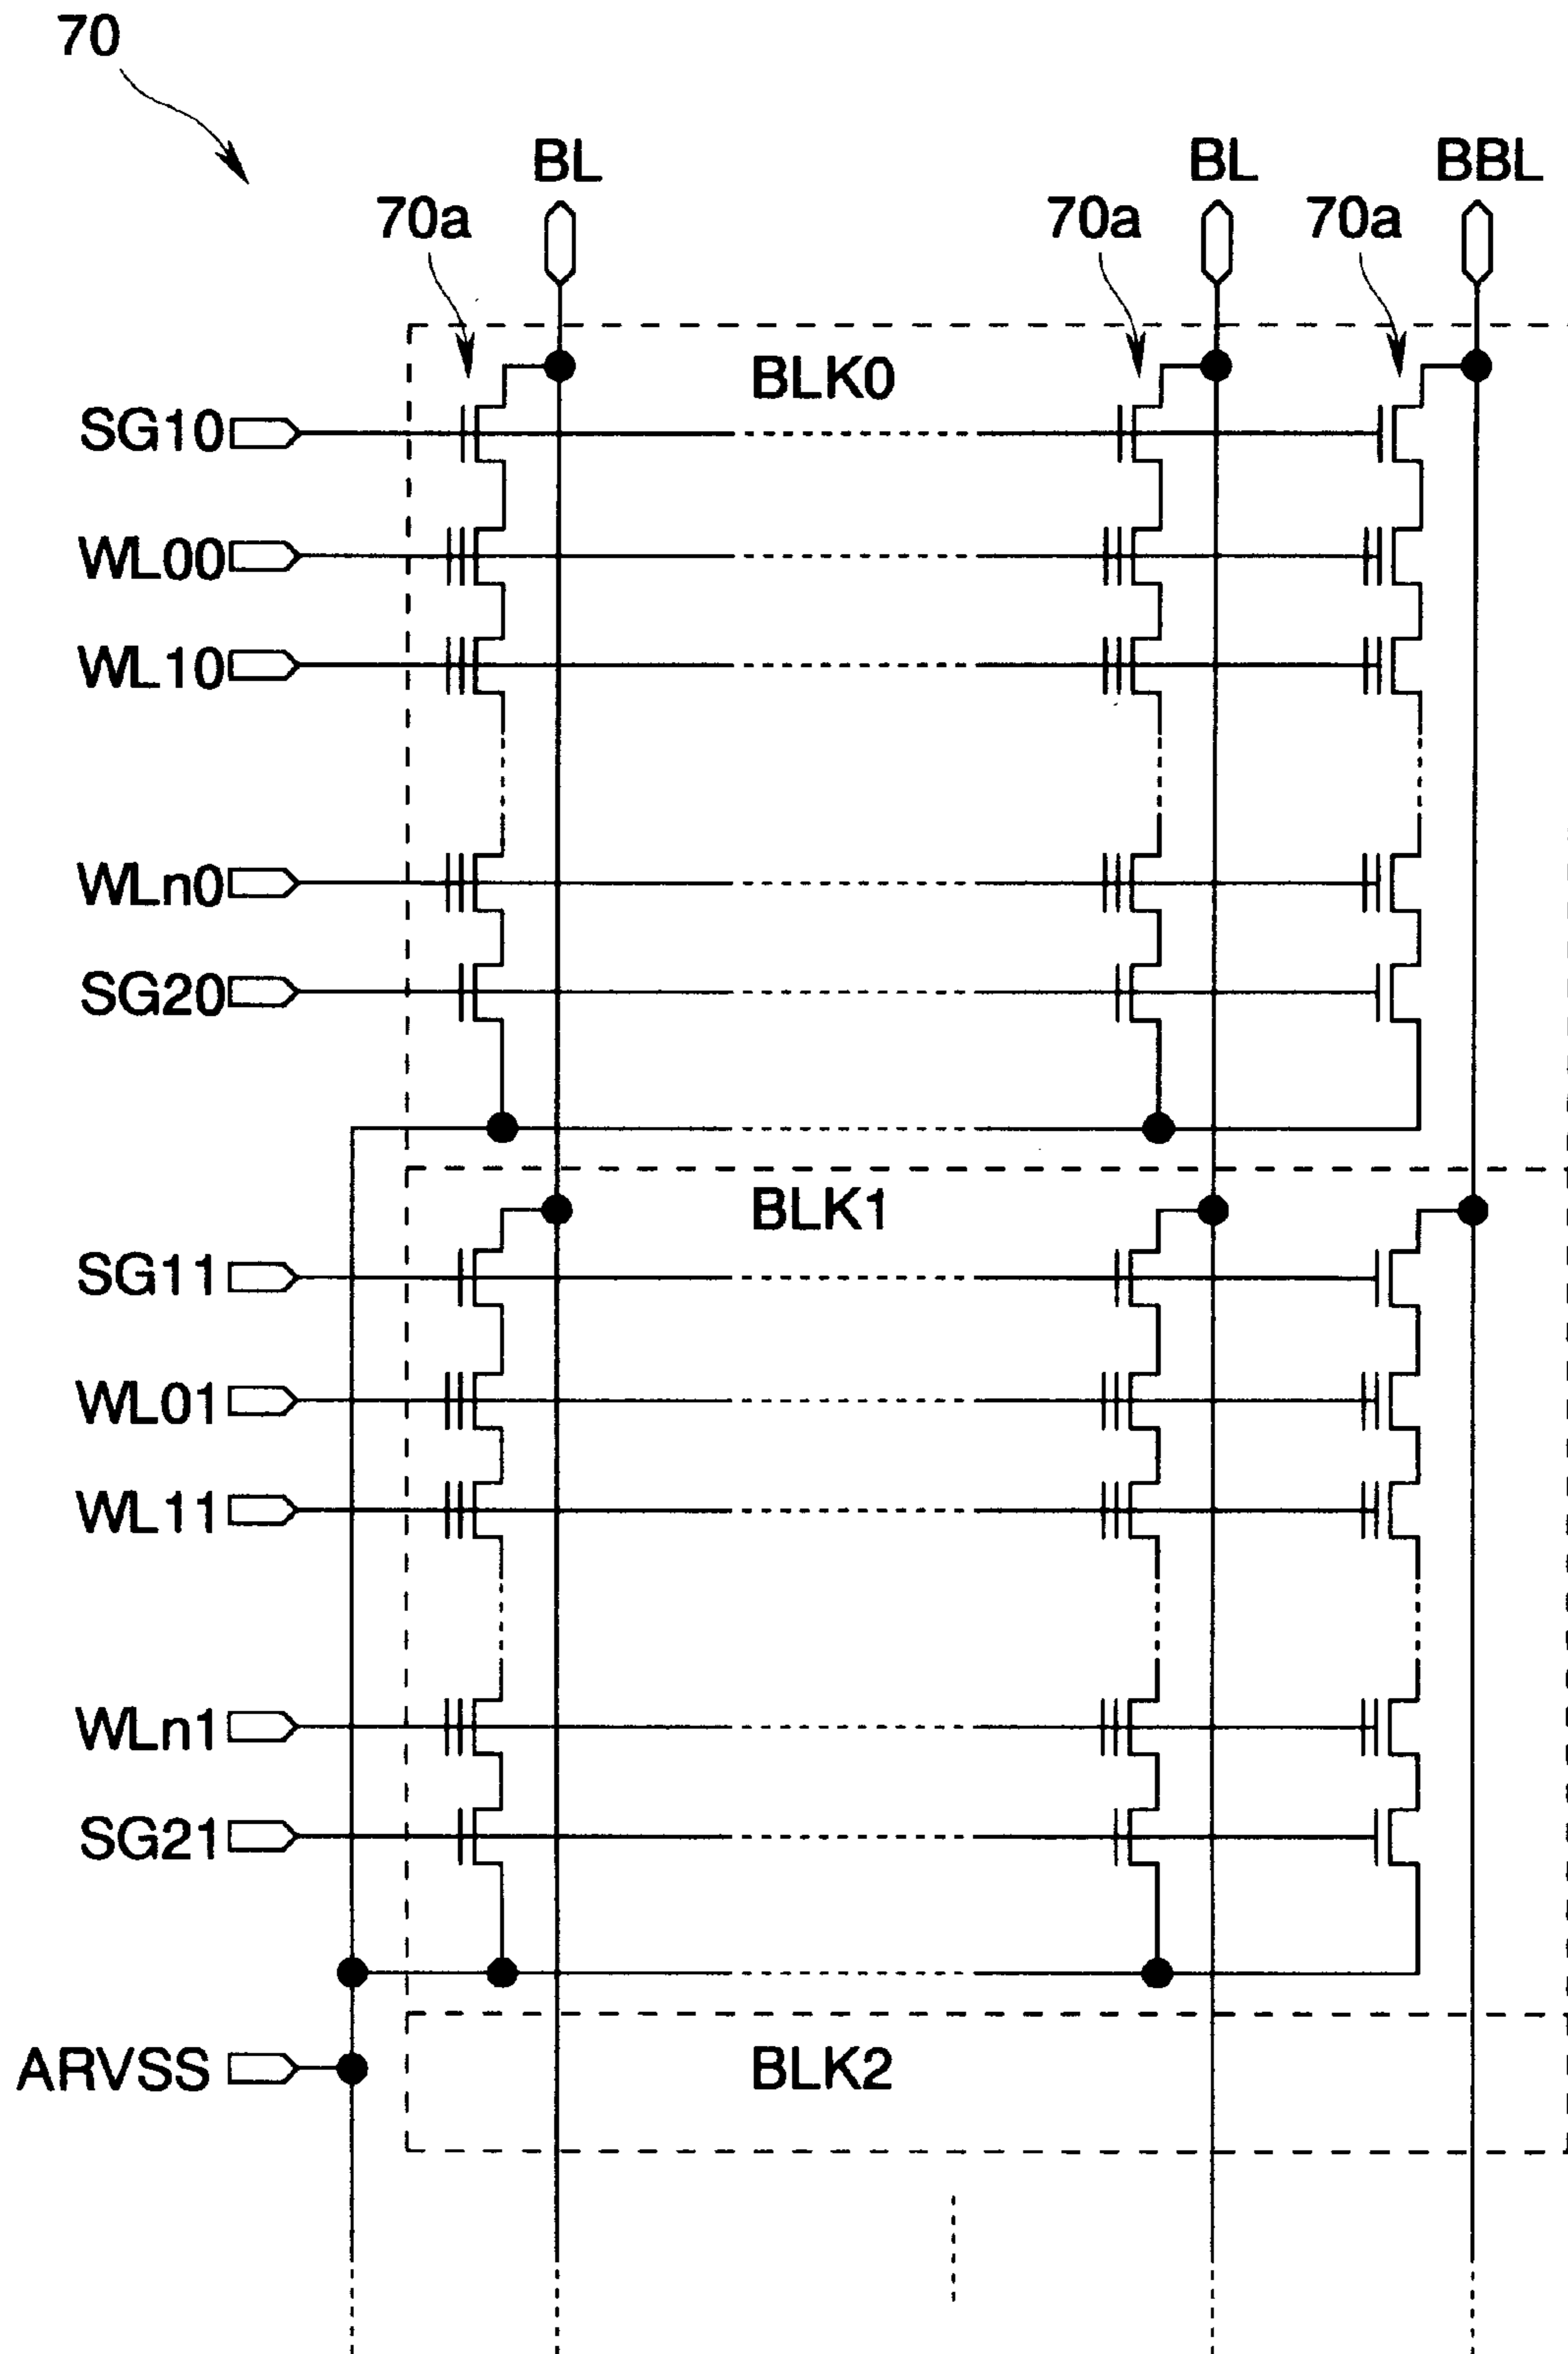 70
BL BL BBL
70a 70a 70a
BLK0
SG10
WL00
WL10
WLn0
SG20
BLK1
SG11
WL01
WL11
WLn1
SG21
ARVSS
BLK2